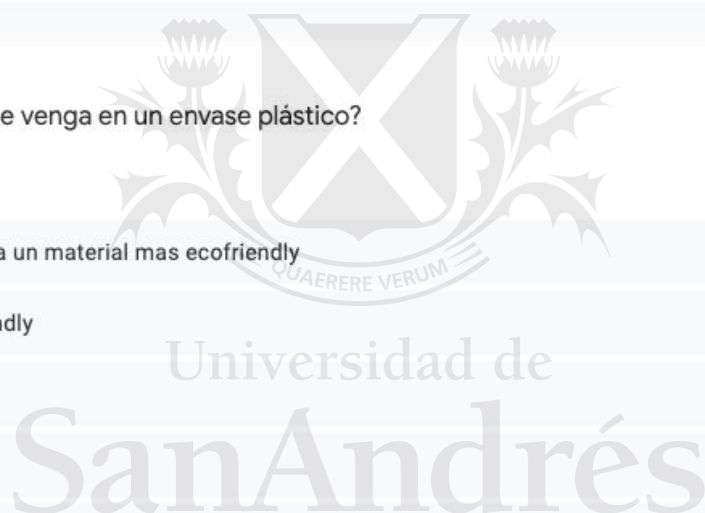 e venga en un envase plástico?
a un material mas ecofriendly
QUAERERE VERUM
dly
Universidad de
SanAndrés